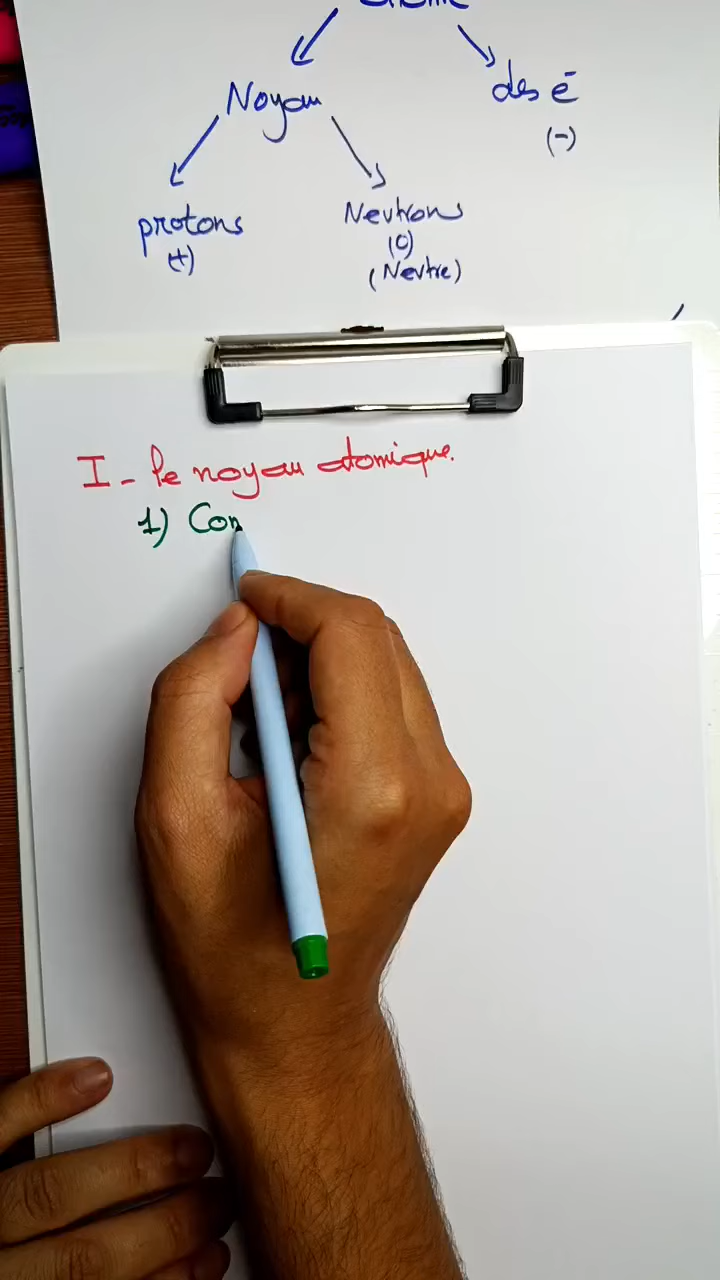 Noyau
des é
(-)
protons
(+)
Neutrons
(0)
(Neutre)
I - le noyau atomique.
1) Con